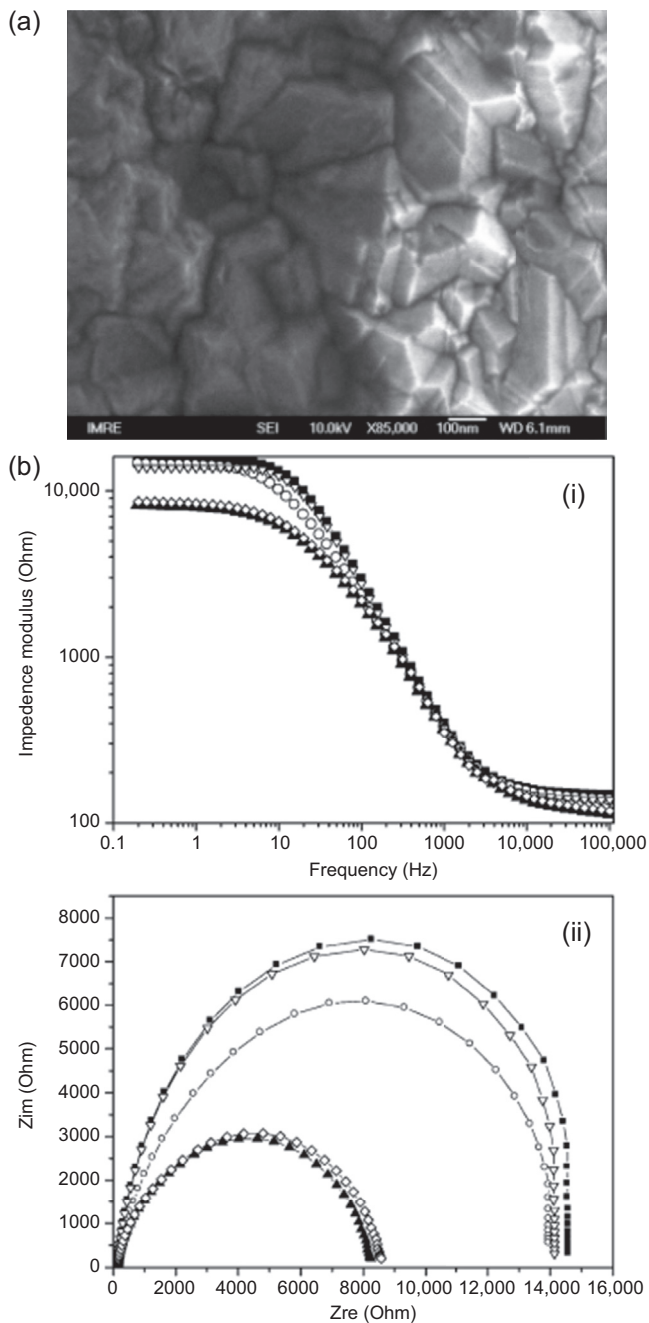 (a)
IMRE SEI 10.0kV X85,000 100nm WD 6.1mm
(b)
(i)
10,000
1000
100
Impedence modulus (Ohm)
0.1 1 10 100 1000 10,000 100,000
Frequency (Hz)
(ii)
8000
7000
6000
5000
4000
3000
2000
1000
0
Zim (Ohm)
0 2000 4000 6000 8000 10,000 12,000 14,000 16,000
Zre (Ohm)